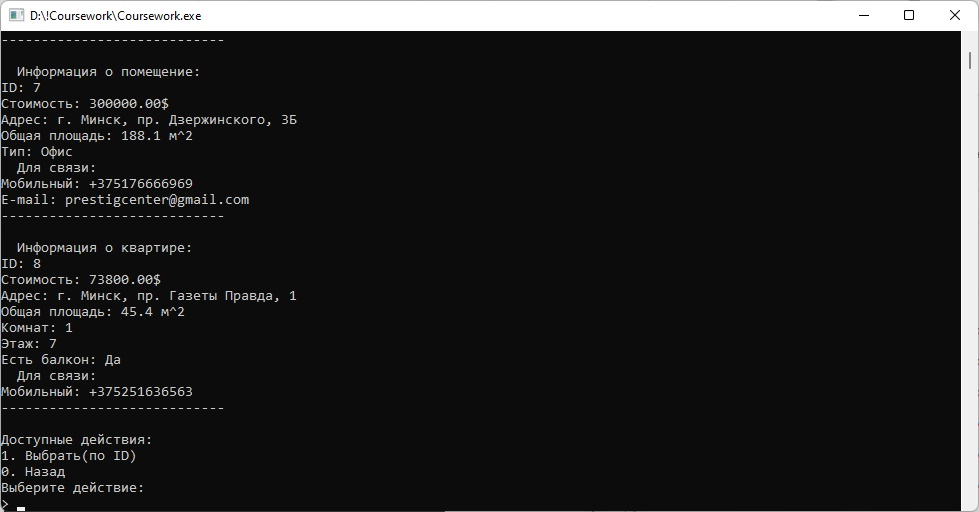 D:\!Coursework\Coursework.exe
----------------------------
Информация о помещение:
ID: 7
Стоимость: 300000.00$
Адрес: г. Минск, пр. Дзержинского, 3Б
Общая площадь: 188.1 м^2
Тип: Офис
Для связи:
Мобильный: +375176666969
E-mail: prestigcenter@gmail.com
----------------------------
Информация о квартире:
ID: 8
Стоимость: 73800.00$
Адрес: г. Минск, пр. Газеты Правда, 1
Общая площадь: 45.4 м^2
Комнат: 1
Этаж: 7
Есть балкон: Да
Для связи:
Мобильный: +375251636563
----------------------------
Доступные действия:
1. Выбрать(по ID)
0. Назад
Выберите действие:
> _